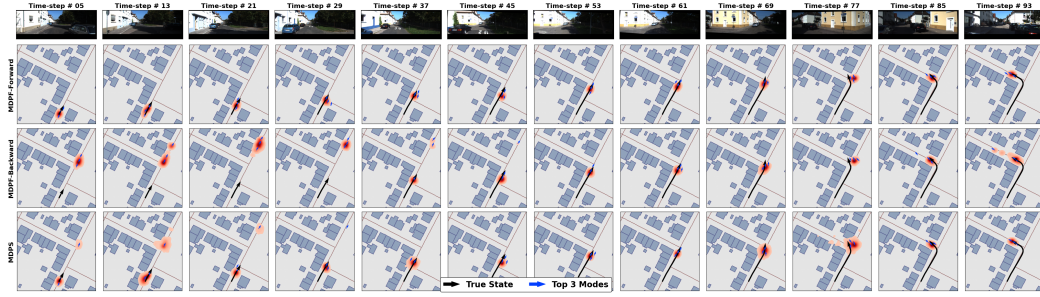 Time-step # 05 Time-step # 13 Time-step # 21 Time-step # 29 Time-step # 37 Time-step # 45 Time-step # 53 Time-step # 61 Time-step # 69 Time-step # 77 Time-step # 85 Time-step # 93
MDPF-Forward
MDPF-Backward
MDPS
True State Top 3 Modes